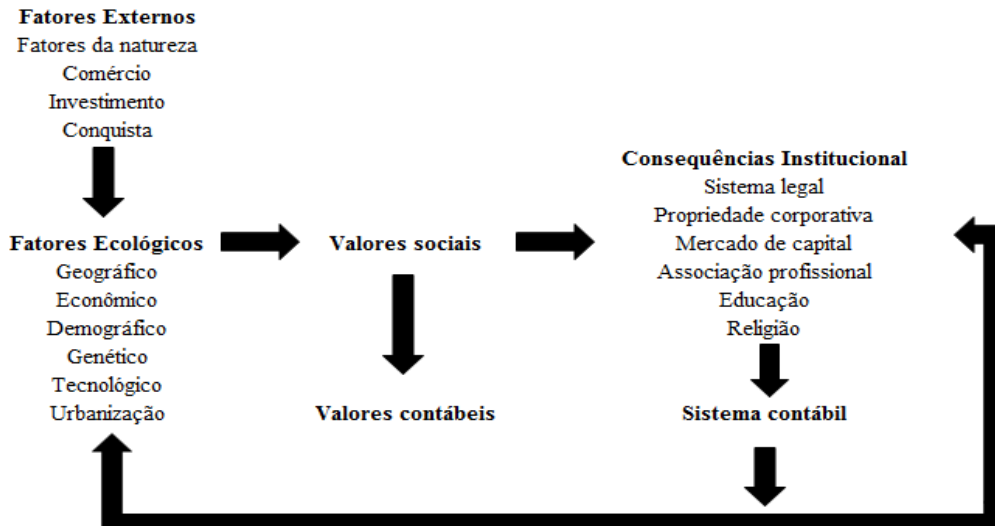 Fatores Externos
Fatores da natureza
Comércio
Investimento
Conquista
Fatores Ecológicos
Geográfico
Econômico
Demográfico
Genético
Tecnológico
Urbanização
Valores sociais
Valores contábeis
Consequências Institucional
Sistema legal
Propriedade corporativa
Mercado de capital
Associação profissional
Educação
Religião
Sistema contábil